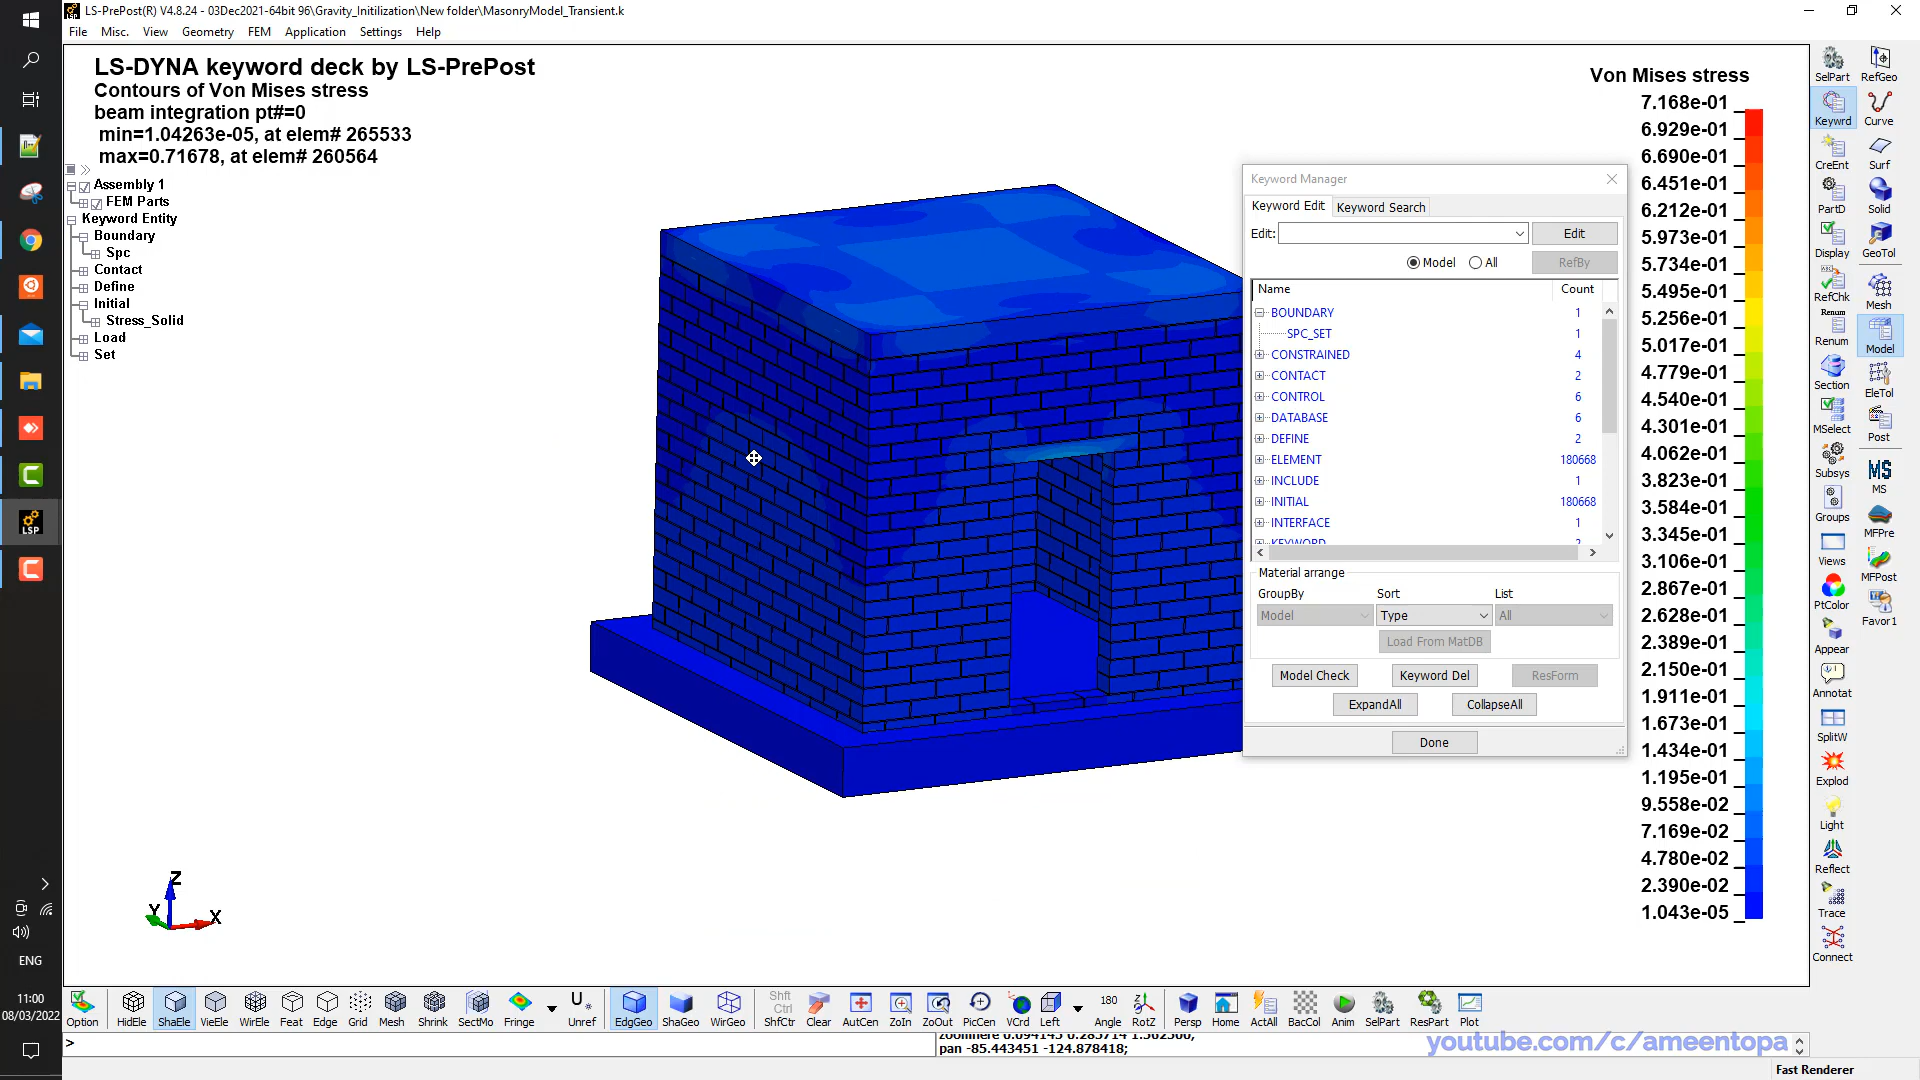 LS-PrePost(R) V4.8.24 - 03Dec2021-64bit 96\Gravity_Initilization\New folder\MasonryModel_Transient.k
File Misc. View Geometry FEM Application Settings Help
LS-DYNA keyword deck by LS-PrePost
Contours of Von Mises stress
beam integration pt#=0
min=1.04263e-05, at elem# 265533
max=0.71678, at elem# 260564
Assembly 1
FEM Parts
Keyword Entity
Boundary
Spc
Contact
Define
Initial
Stress_Solid
Load
Set
Keyword Manager
Keyword Edit Keyword Search
Edit: Edit
Model All RefBy
Name Count
BOUNDARY 1
SPC_SET 1
CONSTRAINED 4
CONTACT 2
CONTROL 6
DATABASE 6
DEFINE 2
ELEMENT 180668
INCLUDE 1
INITIAL 180668
INTERFACE 1
KEYWORD 2
Material arrange
GroupBy Sort List
Model Type All
Load From MatDB
Model Check Keyword Del ResForm
ExpandAll CollapseAll
Done
Von Mises stress
7.168e-01
6.929e-01
6.690e-01
6.451e-01
6.212e-01
5.973e-01
5.734e-01
5.495e-01
5.256e-01
5.017e-01
4.779e-01
4.540e-01
4.301e-01
4.062e-01
3.823e-01
3.584e-01
3.345e-01
3.106e-01
2.867e-01
2.628e-01
2.389e-01
2.150e-01
1.911e-01
1.673e-01
1.434e-01
1.195e-01
9.558e-02
7.169e-02
4.780e-02
2.390e-02
1.043e-05
SelPart RefGeo
Keywrd Curve
CreEnt Surf
PartD Solid
Display GeoTol
RefChk Mesh
Renum
Renum Model
Section EleTol
MSelect Post
Subsys MS
MS
Groups MFPre
Views MFPost
PtColor Favor1
Appear
Annotat
SplitW
Explod
Light
Reflect
Trace
Connect
Z
Y X
LSP
ENG
11:00
08/03/2022
Shft
Ctrl
180
U
Option HidEle ShaEle VieEle WirEle Feat Edge Grid Mesh Shrink SectMo Fringe Unref EdgGeo ShaGeo WirGeo ShfCtr Clear AutCen ZoIn ZoOut PicCen VCrd Left Angle RotZ Persp Home ActAll BacCol Anim SelPart ResPart Plot
>
zoomhere 0.094145 0.285714 1.562500;
pan -85.443451 -124.878418;
youtube.com/c/ameentopa
Fast Renderer